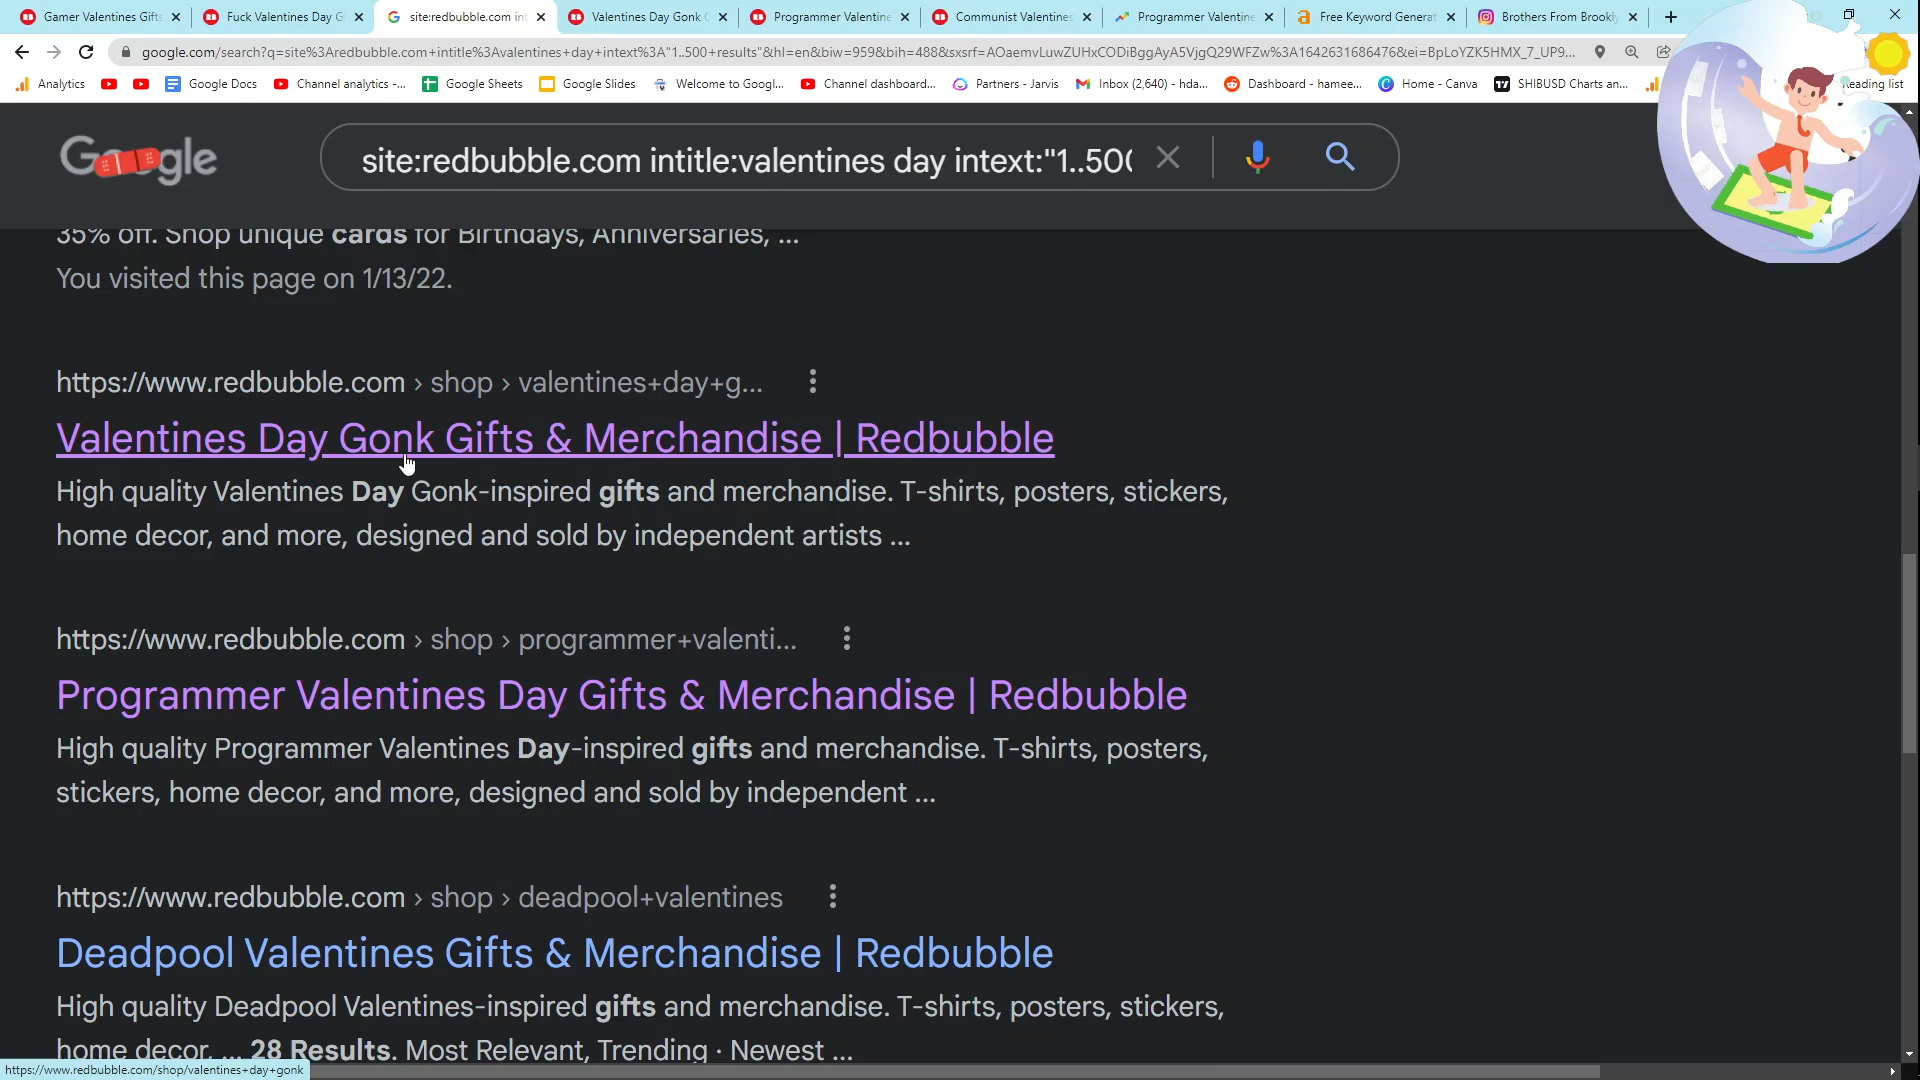 Gamer Valentines Gifts
Fuck Valentines Day G
site:redbubble.com int
Valentines Day Gonk
Programmer Valentine
Communist Valentines
Programmer Valentine
Free Keyword Generat
Brothers From Brookly
google.com/search?q=site%3Aredbubble.com+intitle%3Avalentines+day+intext%3A"1..500+results"&hl=en&biw=959&bih=488&sxsrf=AOaemvLuwZUHxCODiBggAyA5VjgQ29WFZw%3A1642631686476&ei=BpLoYZK5HMX_7_UP9...
Analytics
Google Docs
Channel analytics -...
Google Sheets
Google Slides
Welcome to Googl...
Channel dashboard...
Partners - Jarvis
Inbox (2,640) - hda...
Dashboard - hamee...
Home - Canva
SHIBUSD Charts an...
Reading list
Google
site:redbubble.com intitle:valentines day intext:"1..500
35% off. Shop unique cards for Birthdays, Anniversaries, ...
You visited this page on 1/13/22.
https://www.redbubble.com › shop › valentines+day+g...
Valentines Day Gonk Gifts & Merchandise | Redbubble
High quality Valentines Day Gonk-inspired gifts and merchandise. T-shirts, posters, stickers,
home decor, and more, designed and sold by independent artists ...
https://www.redbubble.com › shop › programmer+valenti...
Programmer Valentines Day Gifts & Merchandise | Redbubble
High quality Programmer Valentines Day-inspired gifts and merchandise. T-shirts, posters,
stickers, home decor, and more, designed and sold by independent ...
https://www.redbubble.com › shop › deadpool+valentines
Deadpool Valentines Gifts & Merchandise | Redbubble
High quality Deadpool Valentines-inspired gifts and merchandise. T-shirts, posters, stickers,
home decor, ... 28 Results. Most Relevant, Trending · Newest ...
https://www.redbubble.com/shop/valentines+day+gonk